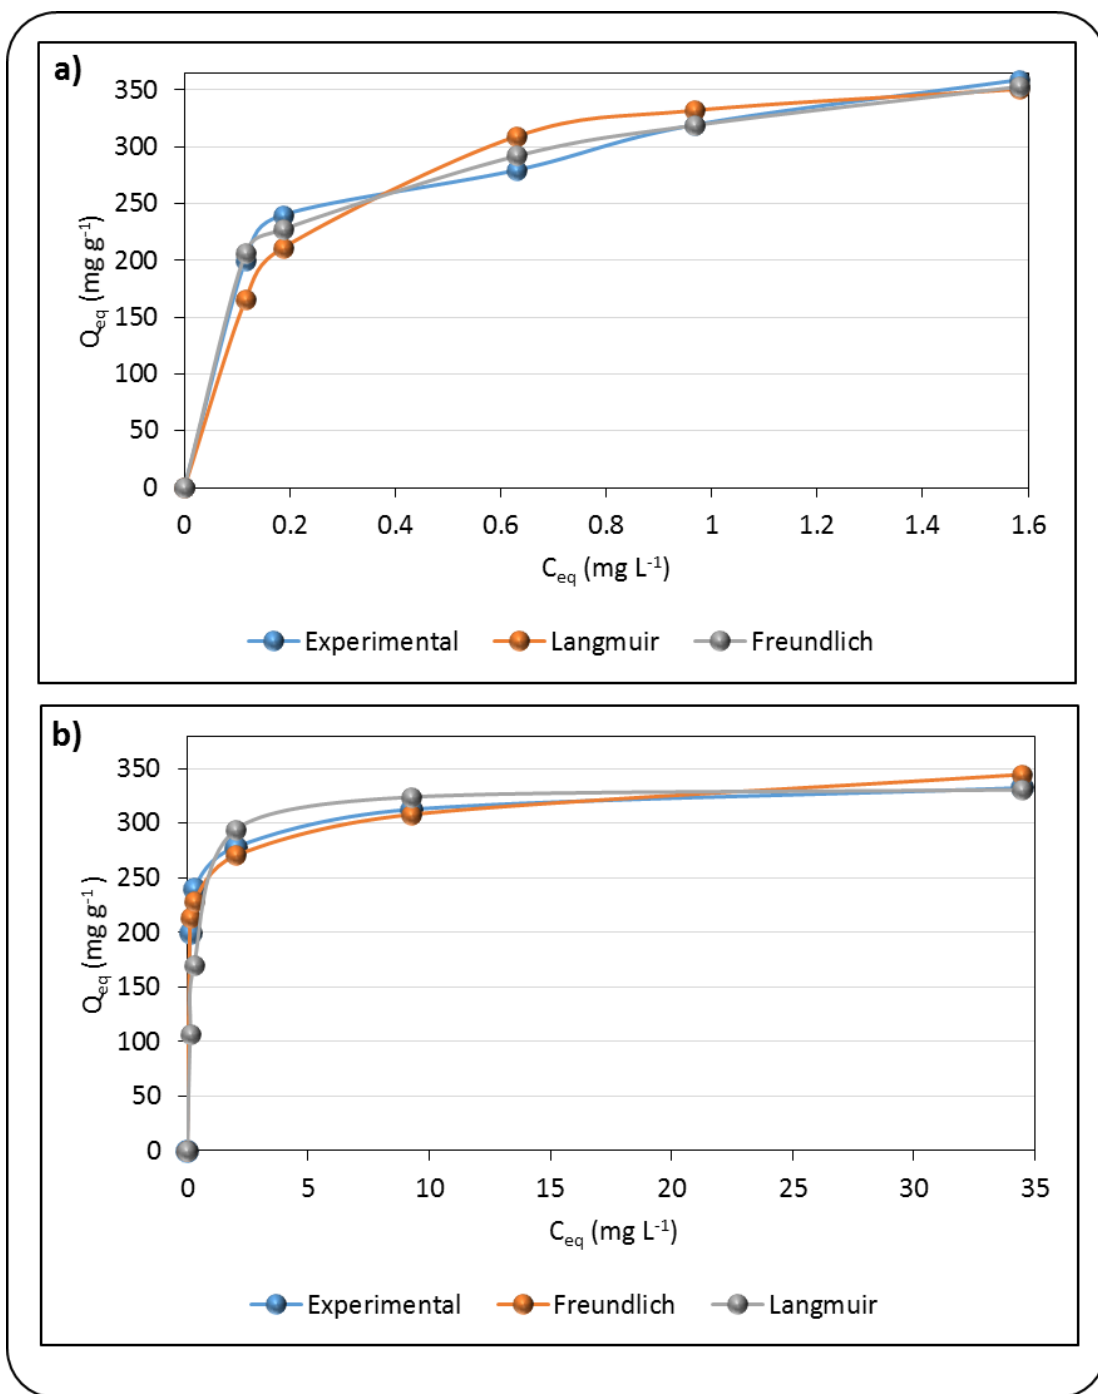 a)
350
300
250
200
150
100
50
0
Qeq (mg g-1)
0 0.2 0.4 0.6 0.8 1 1.2 1.4 1.6
Ceq (mg L-1)
Experimental Langmuir Freundlich
b)
350
300
250
200
150
100
50
0
Qeq (mg g-1 )
0 5 10 15 20 25 30 35
Ceq (mg L-1)
Experimental Freundlich Langmuir